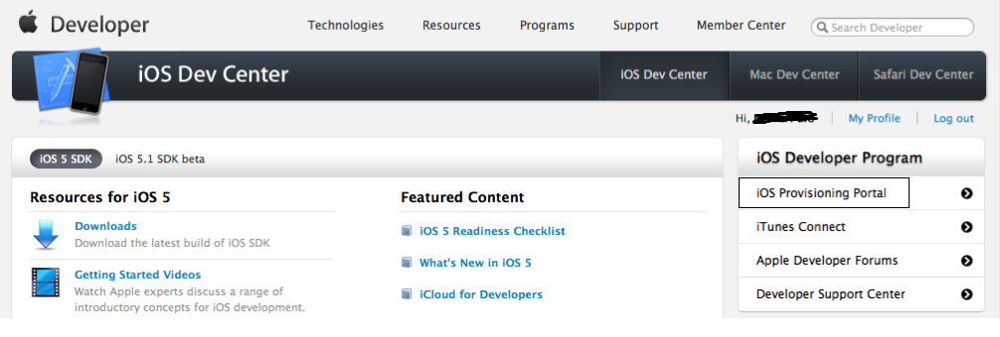 Developer
Technologies
Resources
Programs
Support
Member Center
Search Developer
iOS Dev Center
iOS Dev Center
Mac Dev Center
Safari Dev Center
Hi,
My Profile
Log out
iOS 5 SDK
iOS 5.1 SDK beta
Resources for iOS 5
Downloads
Download the latest build of iOS SDK
Getting Started Videos
Watch Apple experts discuss a range of
introductory concepts for iOS development.
Featured Content
iOS 5 Readiness Checklist
What's New in iOS 5
iCloud for Developers
iOS Developer Program
iOS Provisioning Portal
iTunes Connect
Apple Developer Forums
Developer Support Center